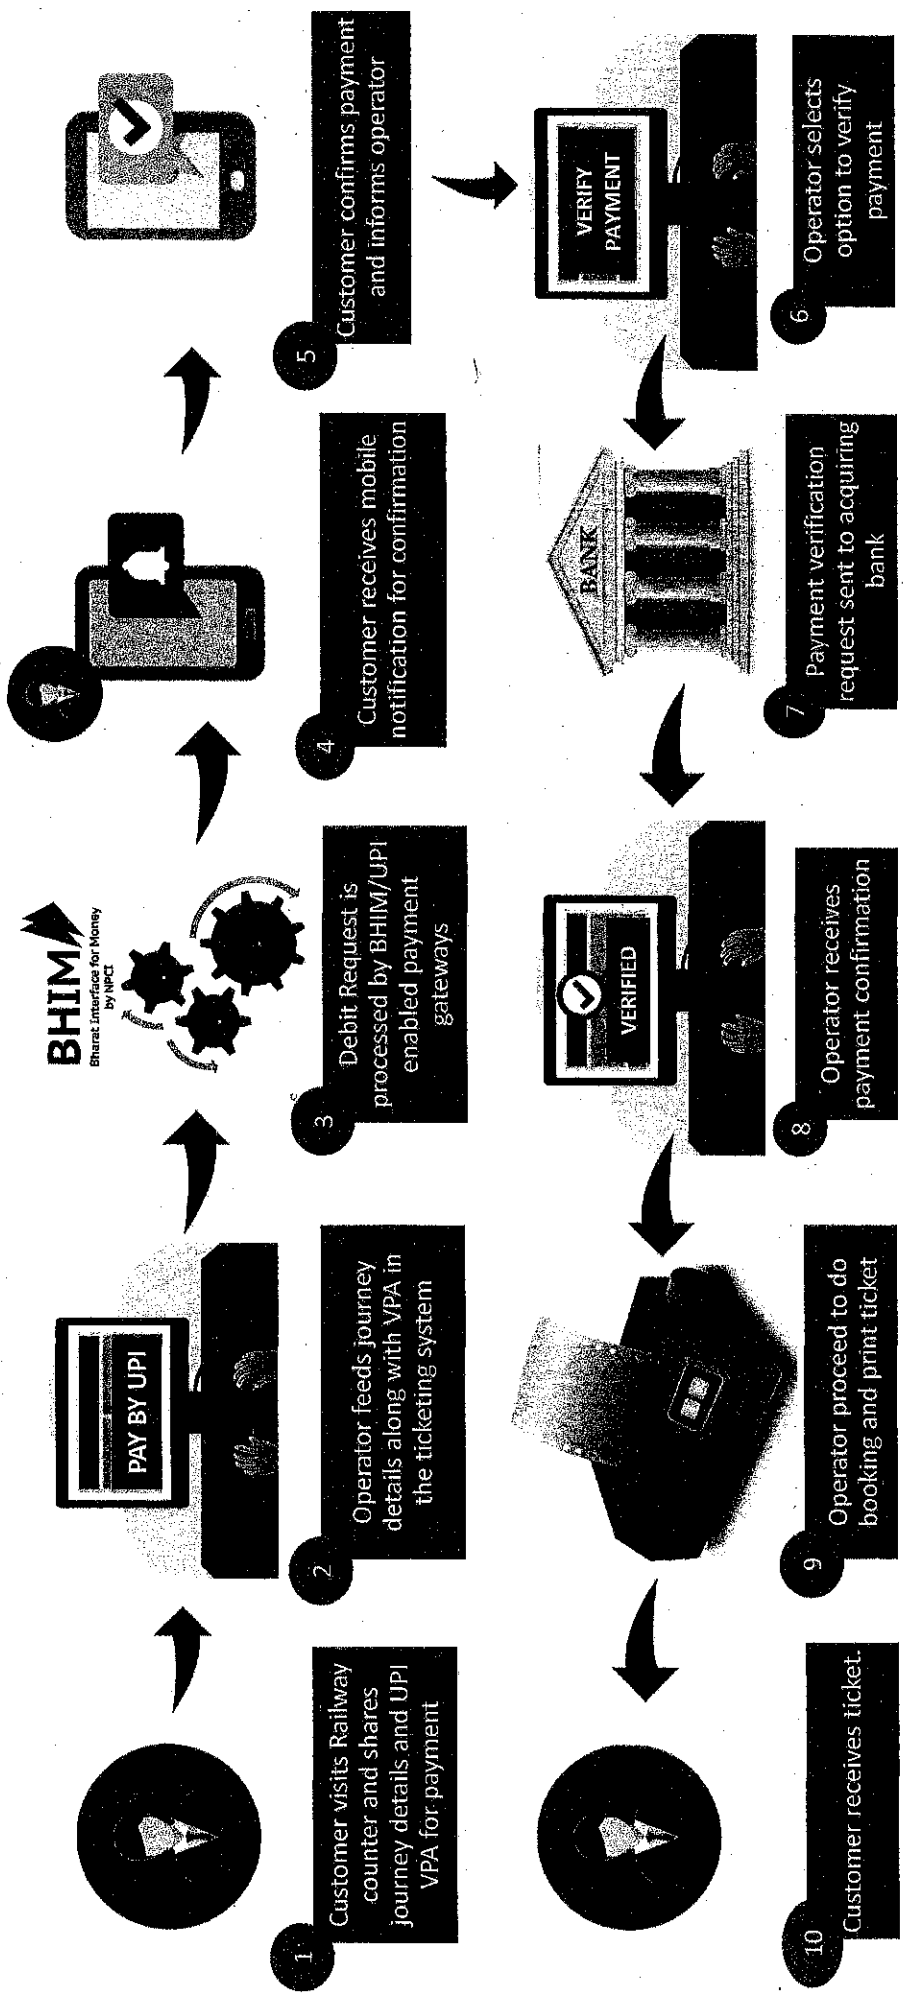 1
Customer visits Railway
counter and shares
journey details and UPI
VPA for payment
PAY BY UPI
2
Operator feeds journey
details along with VPA in
the ticketing system
BHIM
Bharat Interface for Money
by NPCI
3
Debit Request is
processed by BHIM/UPI
enabled payment
gateways
4
Customer receives mobile
notification for confirmation
5
Customer confirms payment
and informs operator
VERIFY
PAYMENT
6
Operator selects
option to verify
payment
BANK
7
Payment verification
request sent to acquiring
bank
VERIFIED
8
Operator receives
payment confirmation
9
Operator proceed to do
booking and print ticket
10
Customer receives ticket.